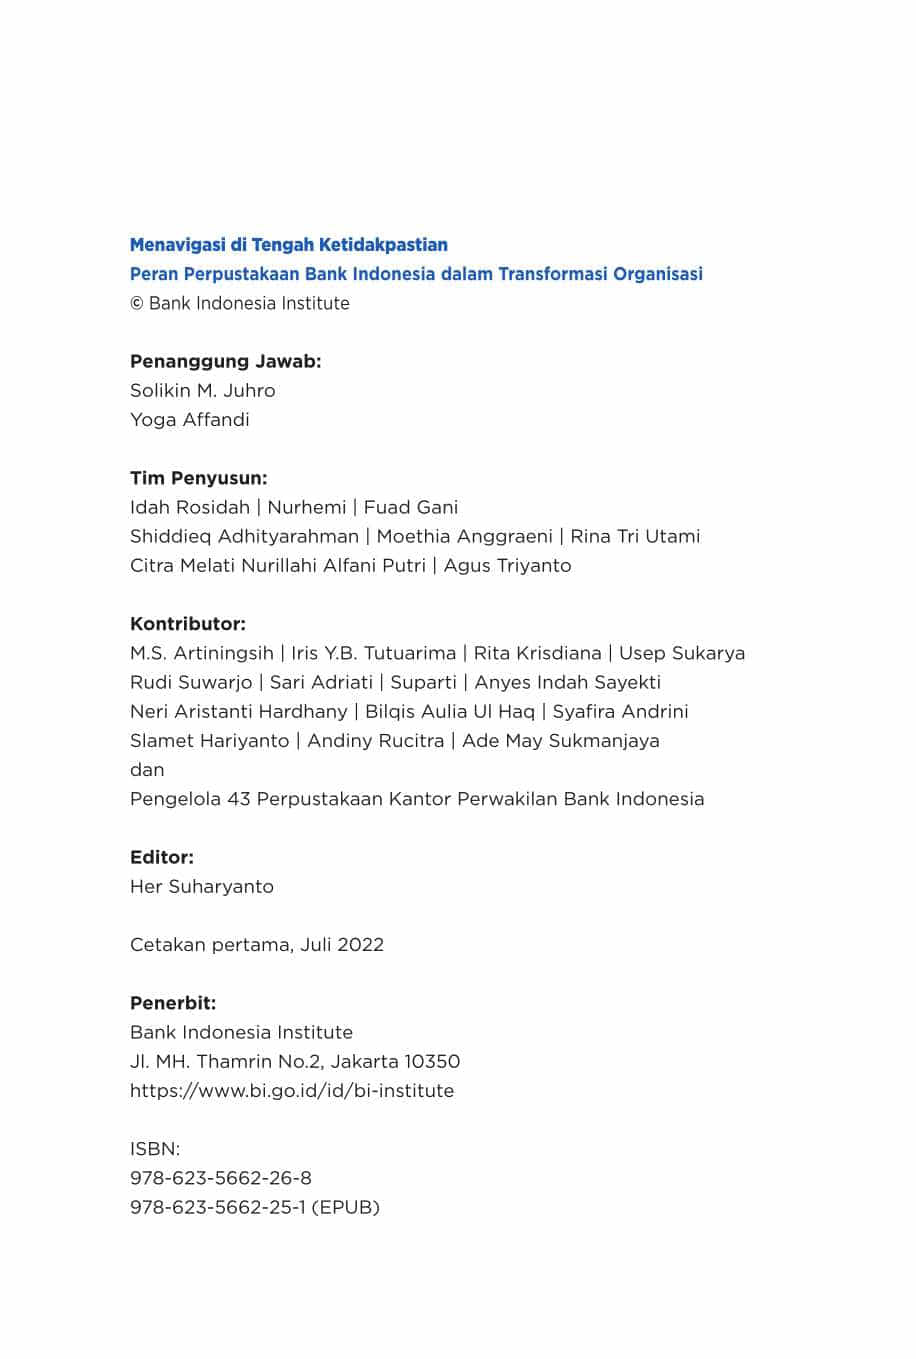 Menavigasi di Tengah Ketidakpastian
Peran Perpustakaan Bank Indonesia dalam Transformasi Organisasi
© Bank Indonesia Institute
Penanggung Jawab:
Solikin M. Juhro
Yoga Affandi
Tim Penyusun:
Idah Rosidah | Nurhemi | Fuad Gani
Shiddieq Adhityarahman | Moethia Anggraeni | Rina Tri Utami
Citra Melati Nurillahi Alfani Putri | Agus Triyanto
Kontributor:
M.S. Artiningsih | Iris Y.B. Tutuarima | Rita Krisdiana | Usep Sukarya
Rudi Suwarjo | Sari Adriati | Suparti | Anyes Indah Sayekti
Neri Aristanti Hardhany | Bilqis Aulia Ul Haq | Syafira Andrini
Slamet Hariyanto | Andiny Rucitra | Ade May Sukmanjaya
dan
Pengelola 43 Perpustakaan Kantor Perwakilan Bank Indonesia
Editor:
Her Suharyanto
Cetakan pertama, Juli 2022
Penerbit:
Bank Indonesia Institute
Jl. MH. Thamrin No.2, Jakarta 10350
https://www.bi.go.id/id/bi-institute
ISBN:
978-623-5662-26-8
978-623-5662-25-1 (EPUB)